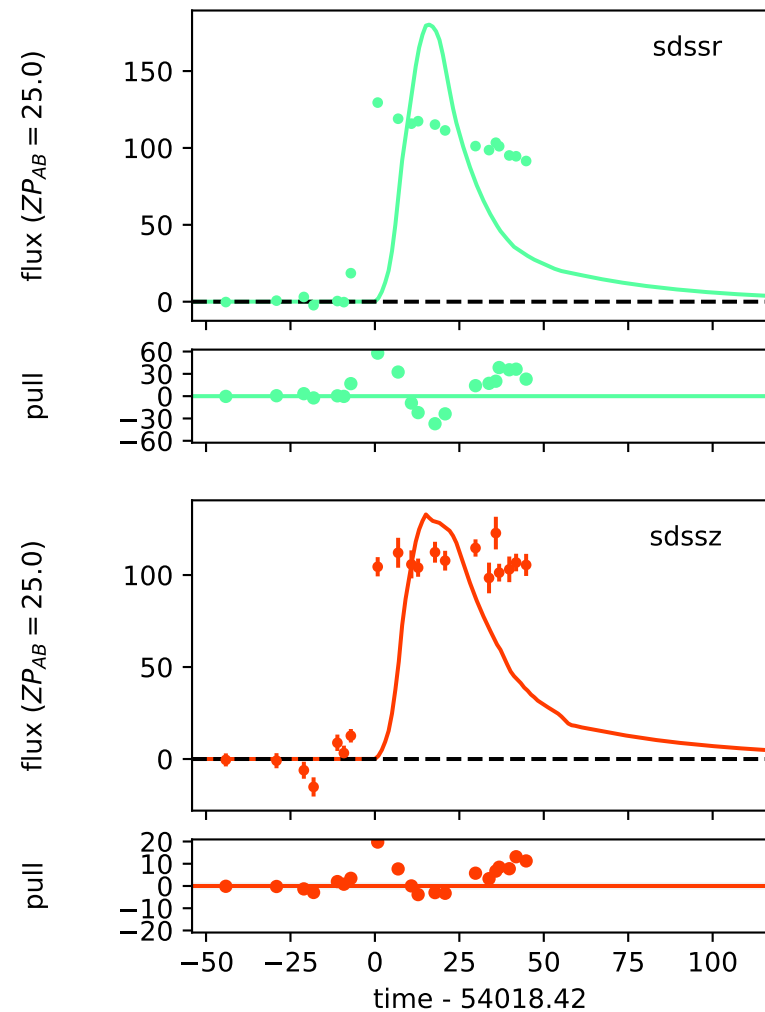 sdssr
flux (ZP_AB = 25.0)
150
100
50
0
pull
60
30
0
−30
−60
sdssz
flux (ZP_AB = 25.0)
100
50
0
pull
20
10
0
−10
−20
−50 −25 0 25 50 75 100
time - 54018.42